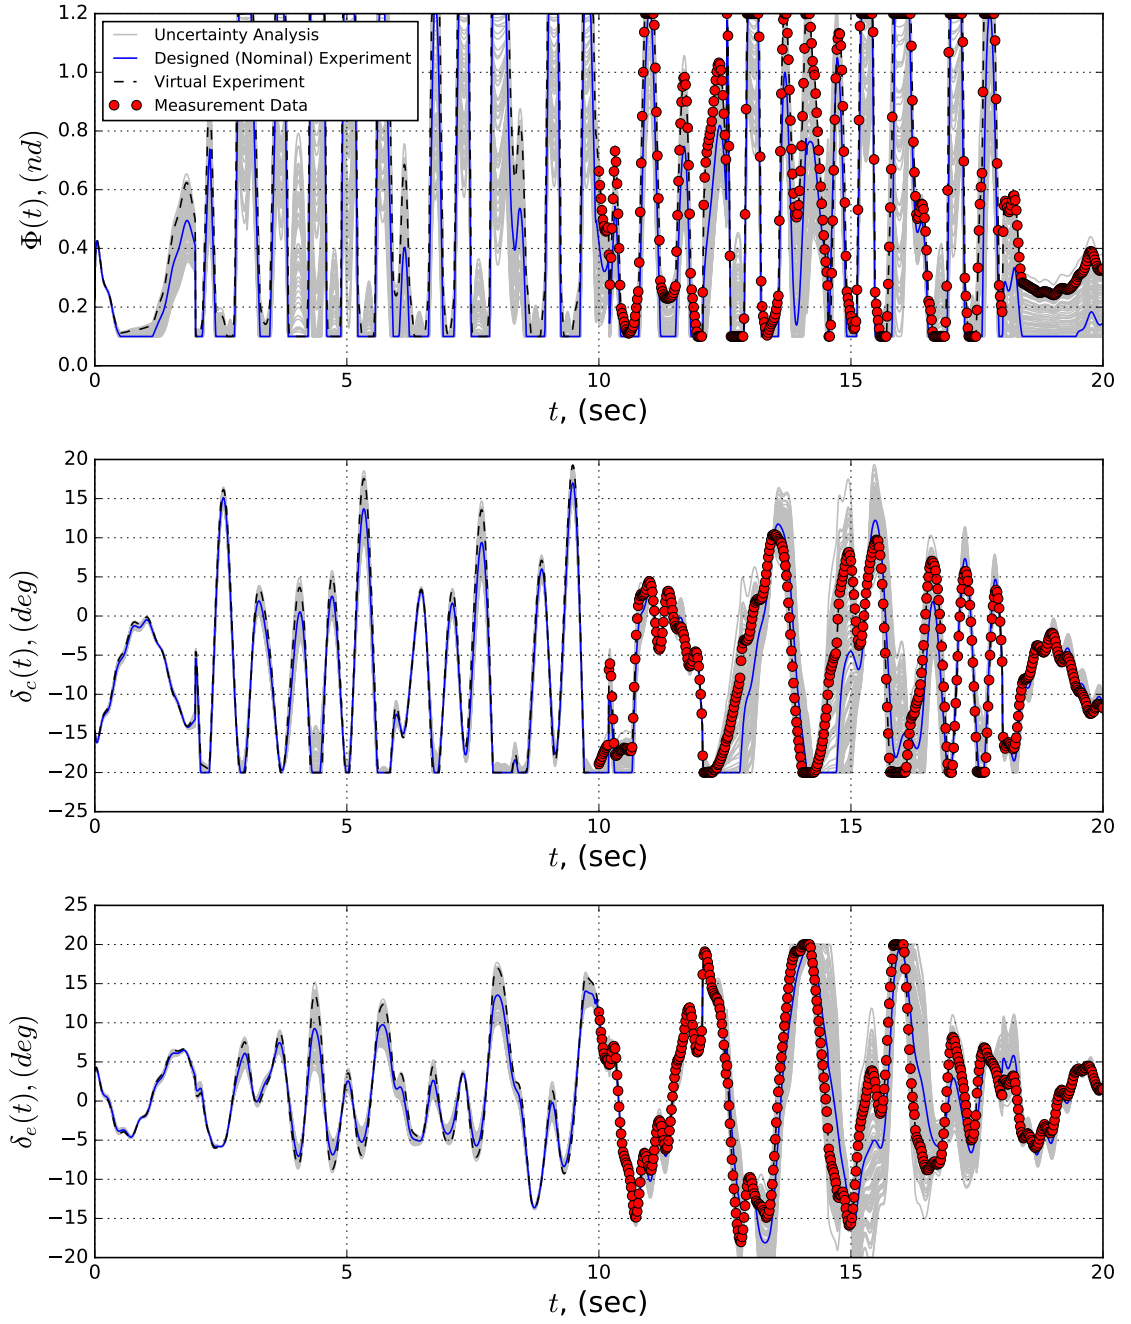 1.2
1.0
0.8
0.6
0.4
0.2
0.0
Φ(t), (nd)
Uncertainty Analysis
Designed (Nominal) Experiment
Virtual Experiment
Measurement Data
0 5 10 15 20
t, (sec)
20
15
10
5
0
−5
−10
−15
−20
−25
δc(t), (deg)
0 5 10 15 20
t, (sec)
25
20
15
10
5
0
−5
−10
−15
−20
δe(t), (deg)
0 5 10 15 20
t, (sec)